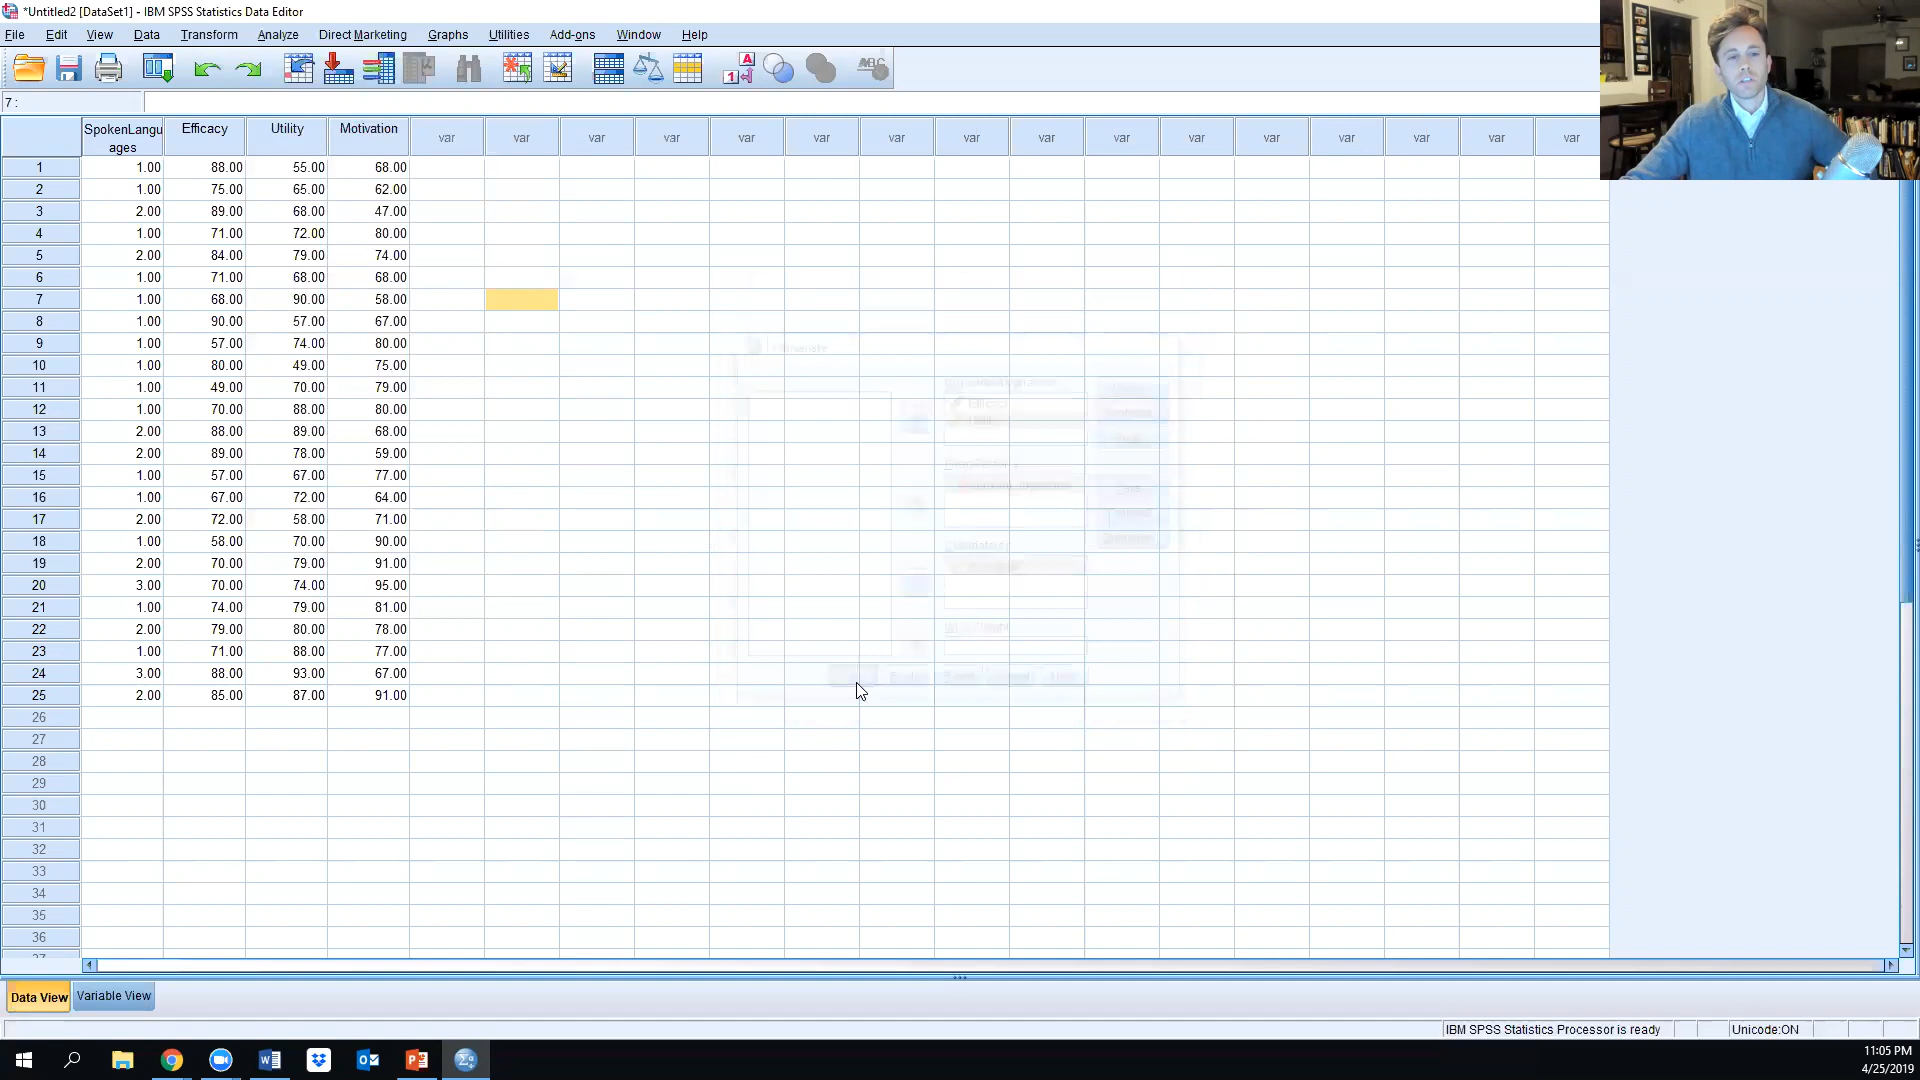 *Untitled2 [DataSet1] - IBM SPSS Statistics Data Editor
File Edit View Data Transform Analyze Direct Marketing Graphs Utilities Add-ons Window Help
7 :
SpokenLangu
ages Efficacy Utility Motivation var var var var var var var var var var var var var var var var
1 1.00 88.00 55.00 68.00
2 1.00 75.00 65.00 62.00
3 2.00 89.00 68.00 47.00
4 1.00 71.00 72.00 80.00
5 2.00 84.00 79.00 74.00
6 1.00 71.00 68.00 68.00
7 1.00 68.00 90.00 58.00
8 1.00 90.00 57.00 67.00
9 1.00 57.00 74.00 80.00
10 1.00 80.00 49.00 75.00
11 1.00 49.00 70.00 79.00
12 1.00 70.00 88.00 80.00
13 2.00 88.00 89.00 68.00
14 2.00 89.00 78.00 59.00
15 1.00 57.00 67.00 77.00
16 1.00 67.00 72.00 64.00
17 2.00 72.00 58.00 71.00
18 1.00 58.00 70.00 90.00
19 2.00 70.00 79.00 91.00
20 3.00 70.00 74.00 95.00
21 1.00 74.00 79.00 81.00
22 2.00 79.00 80.00 78.00
23 1.00 71.00 88.00 77.00
24 3.00 88.00 93.00 67.00
25 2.00 85.00 87.00 91.00
26
27
28
29
30
31
32
33
34
35
36
37
Data View Variable View
IBM SPSS Statistics Processor is ready Unicode:ON
11:05 PM
4/25/2019